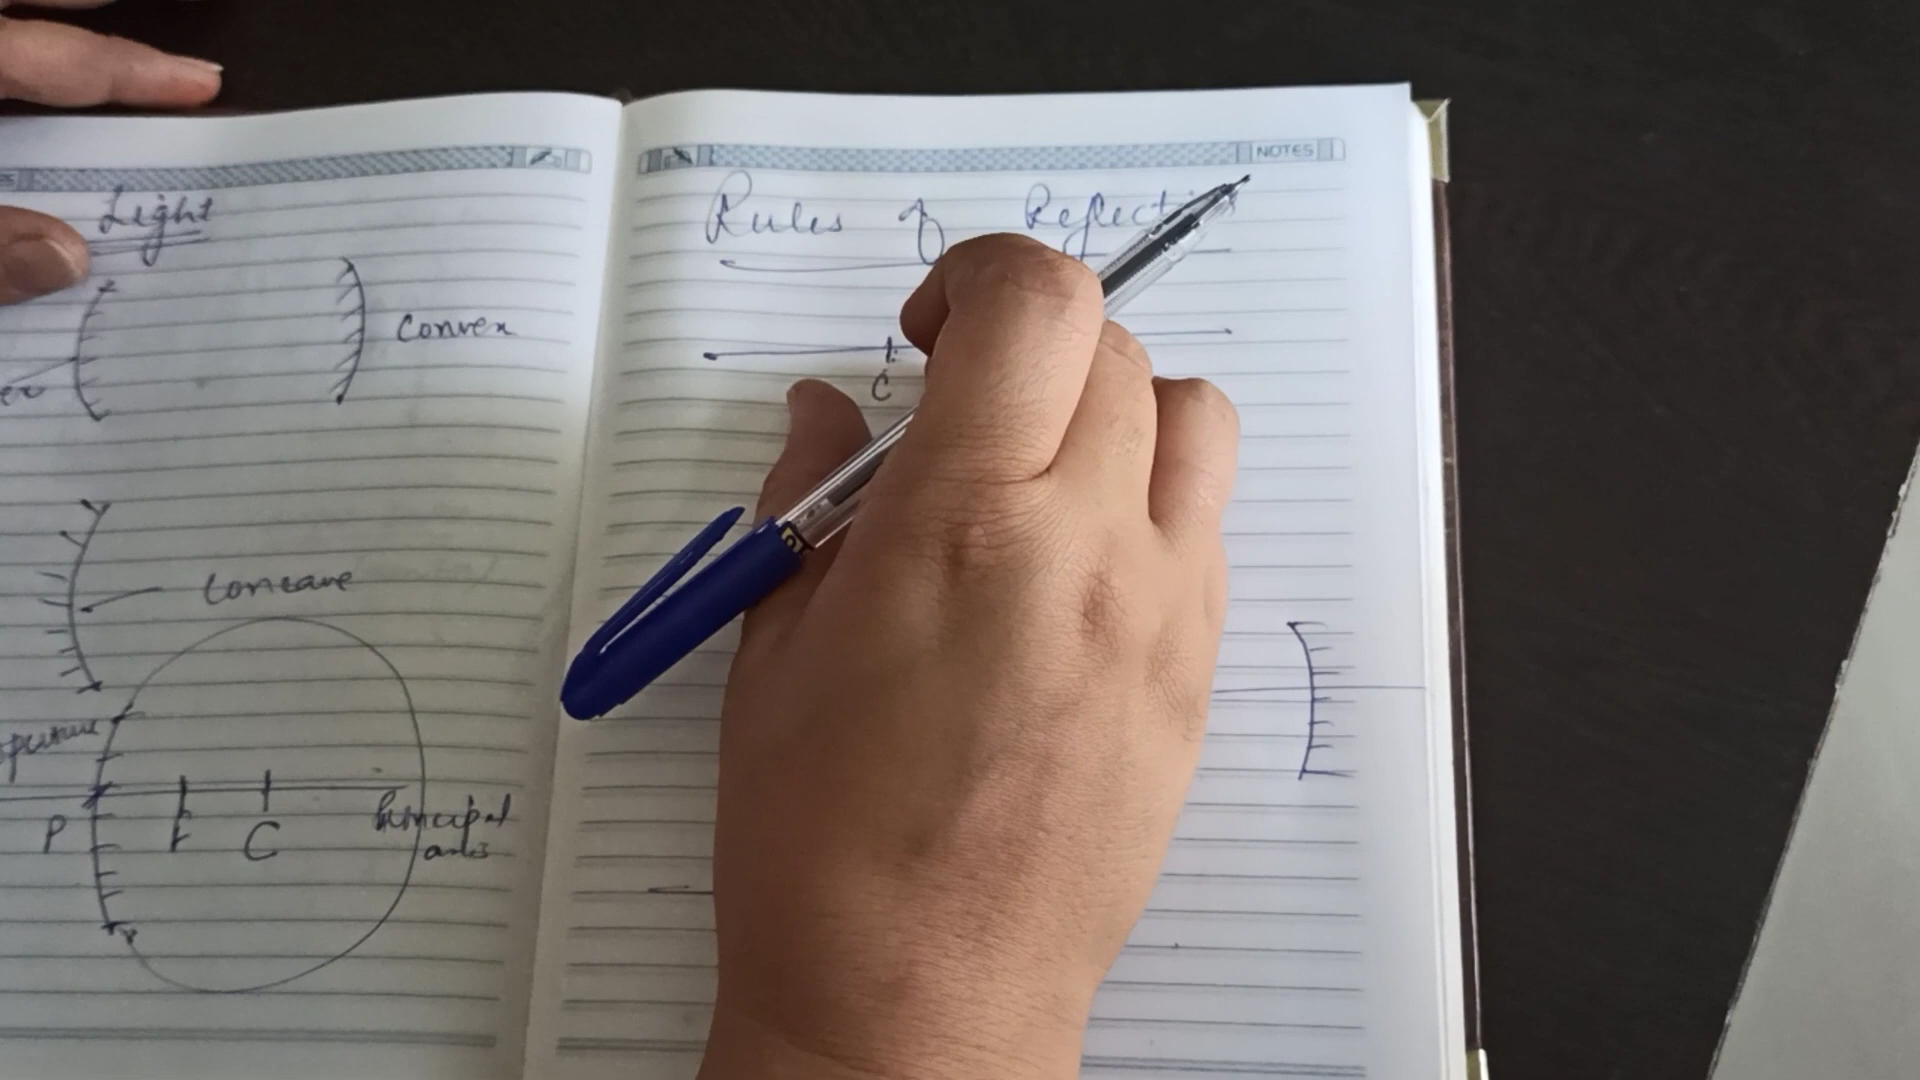 Light
Convex
Concave
P
F
C
Principal
axis
NOTES
Rules of Reflection
C